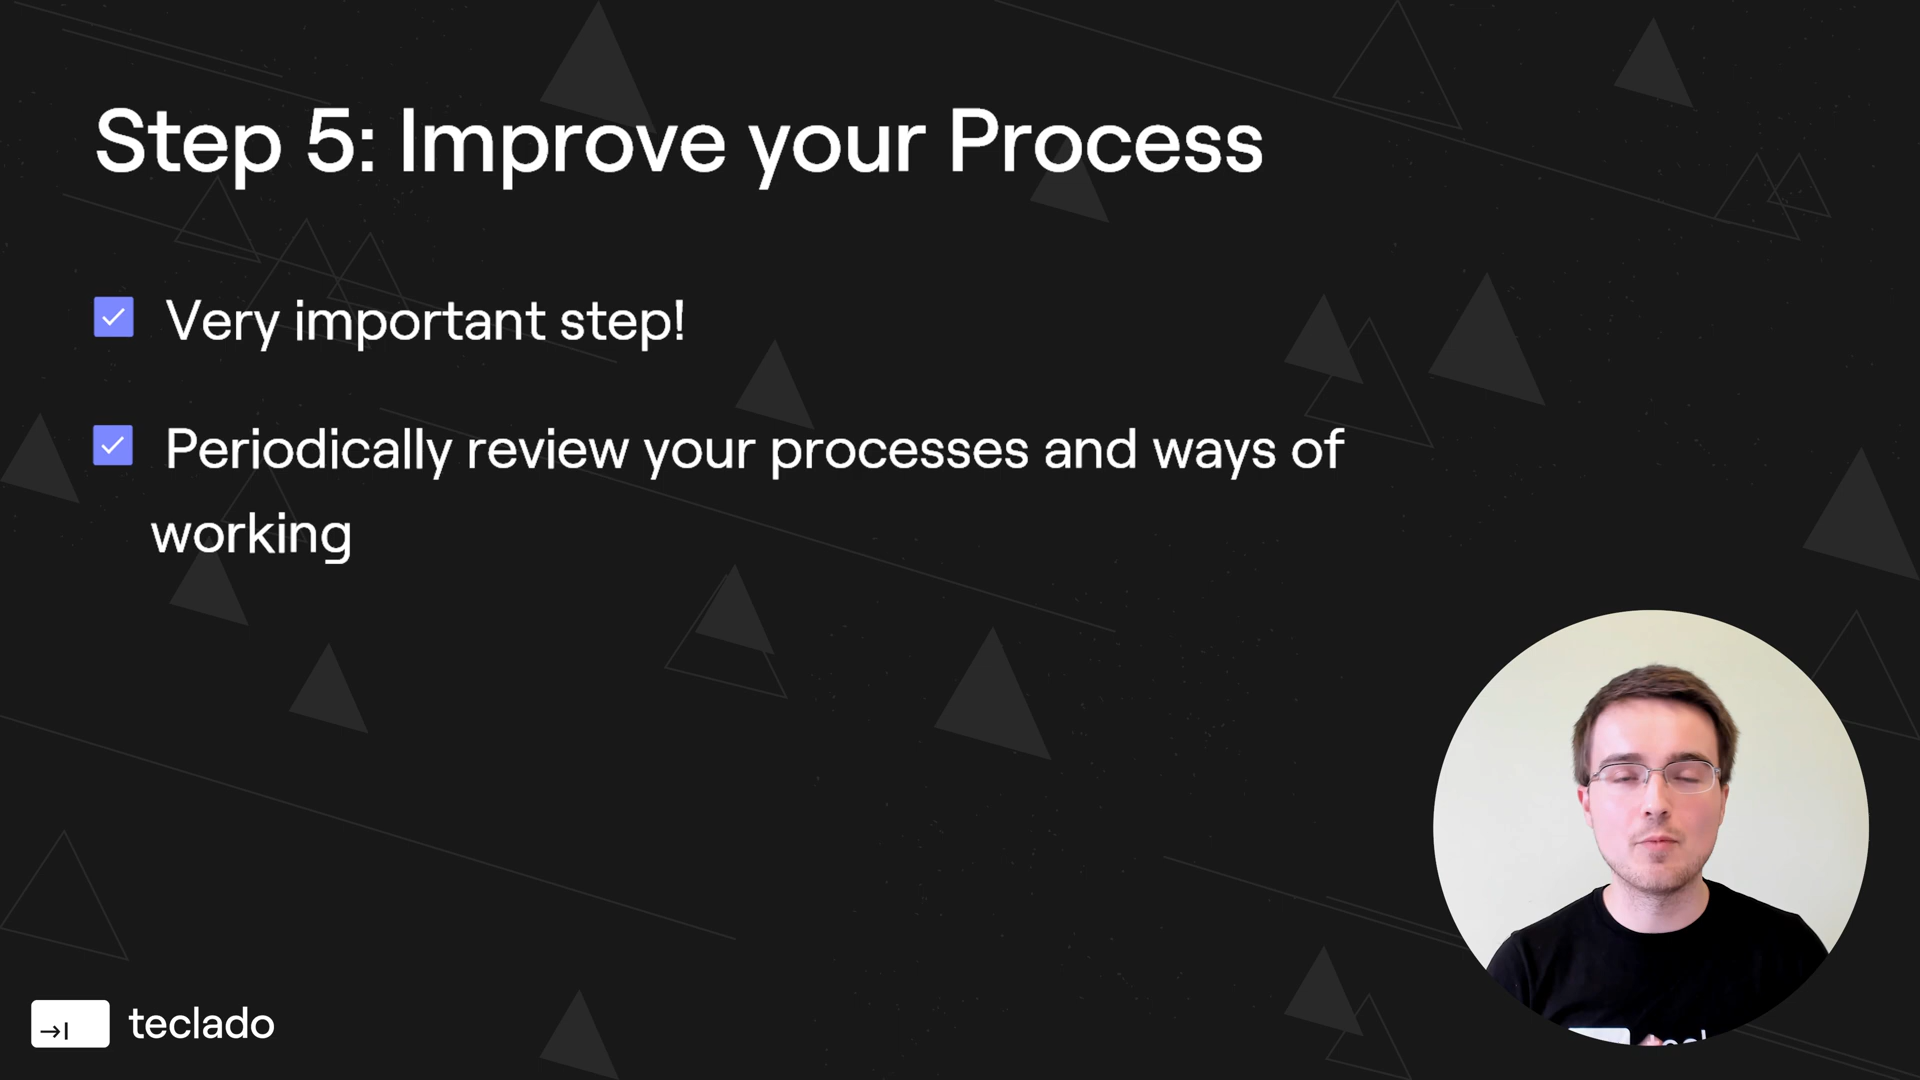 Step 5: Improve your Process
Very important step!
Periodically review your processes and ways of
working
teclado